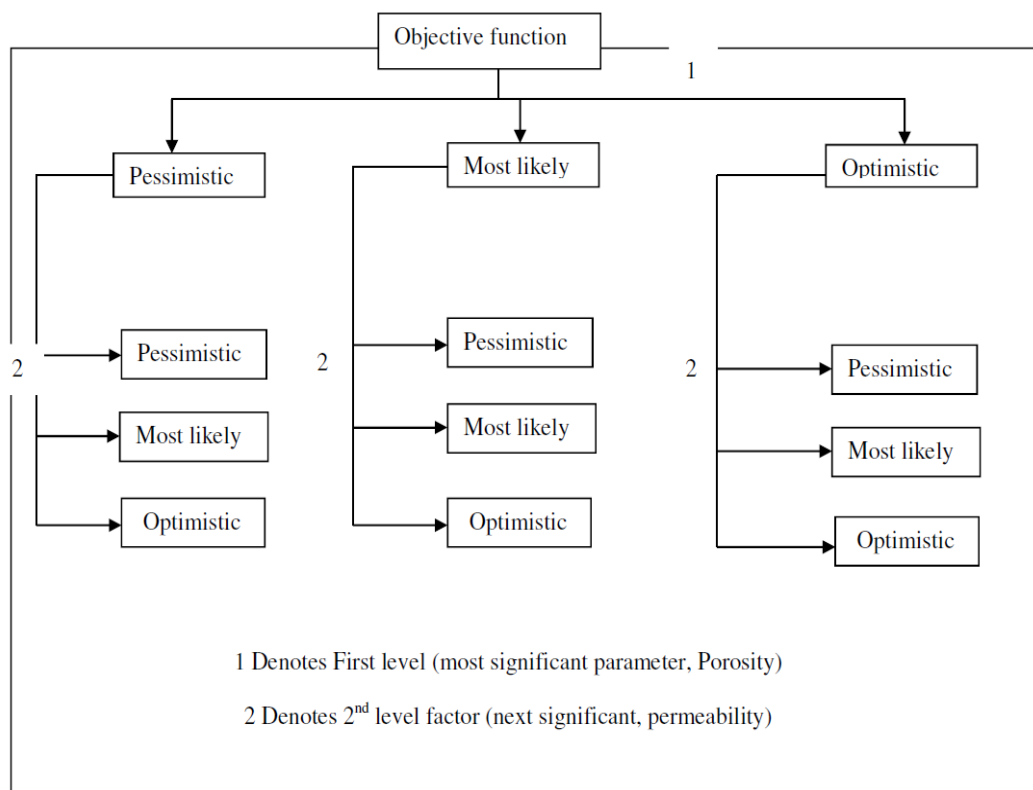 Objective function
1
Pessimistic
Most likely
Optimistic
2
Pessimistic
Most likely
Optimistic
2
Pessimistic
Most likely
Optimistic
2
Pessimistic
Most likely
Optimistic
1 Denotes First level (most significant parameter, Porosity)
2 Denotes 2nd level factor (next significant, permeability)